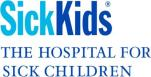 SickKids®
THE HOSPITAL FOR
SICK CHILDREN